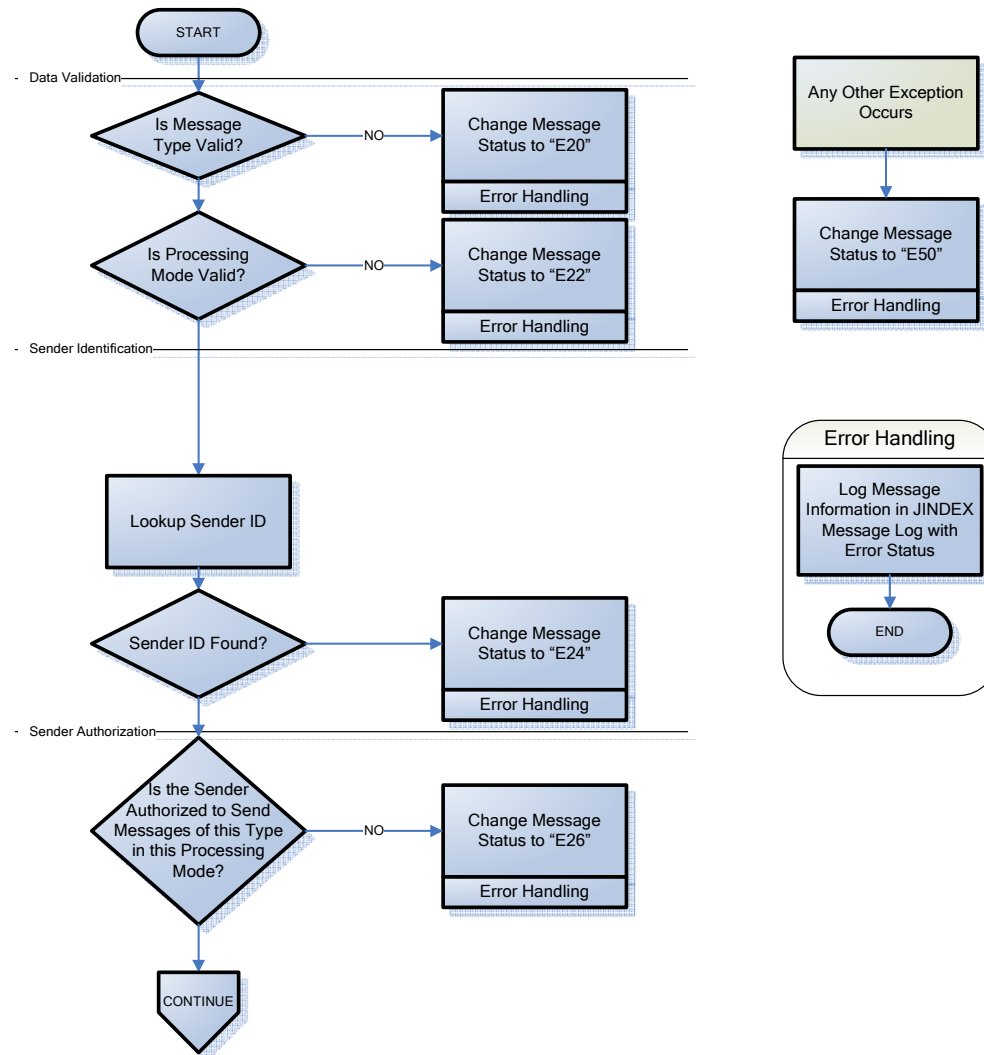 START
- Data Validation
Is Message
Type Valid?
NO
Change Message
Status to “E20”
Error Handling
Is Processing
Mode Valid?
NO
Change Message
Status to “E22”
Error Handling
- Sender Identification
Lookup Sender ID
Sender ID Found?
Change Message
Status to “E24”
Error Handling
- Sender Authorization
Is the Sender
Authorized to Send
Messages of this Type
in this Processing
Mode?
NO
Change Message
Status to “E26”
Error Handling
CONTINUE
Any Other Exception
Occurs
Change Message
Status to “E50”
Error Handling
Error Handling
Log Message
Information in JINDEX
Message Log with
Error Status
END